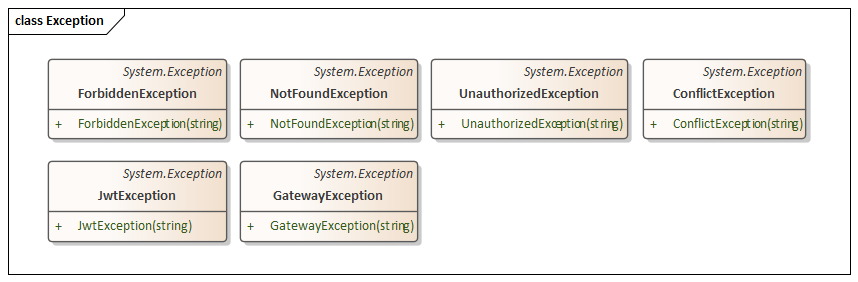 class Exception
System.Exception
ForbiddenException
+ ForbiddenException(string)
System.Exception
NotFoundException
+ NotFoundException(string)
System.Exception
UnauthorizedException
+ UnauthorizedException(string)
System.Exception
ConflictException
+ ConflictException(string)
System.Exception
JwtException
+ JwtException(string)
System.Exception
GatewayException
+ GatewayException(string)